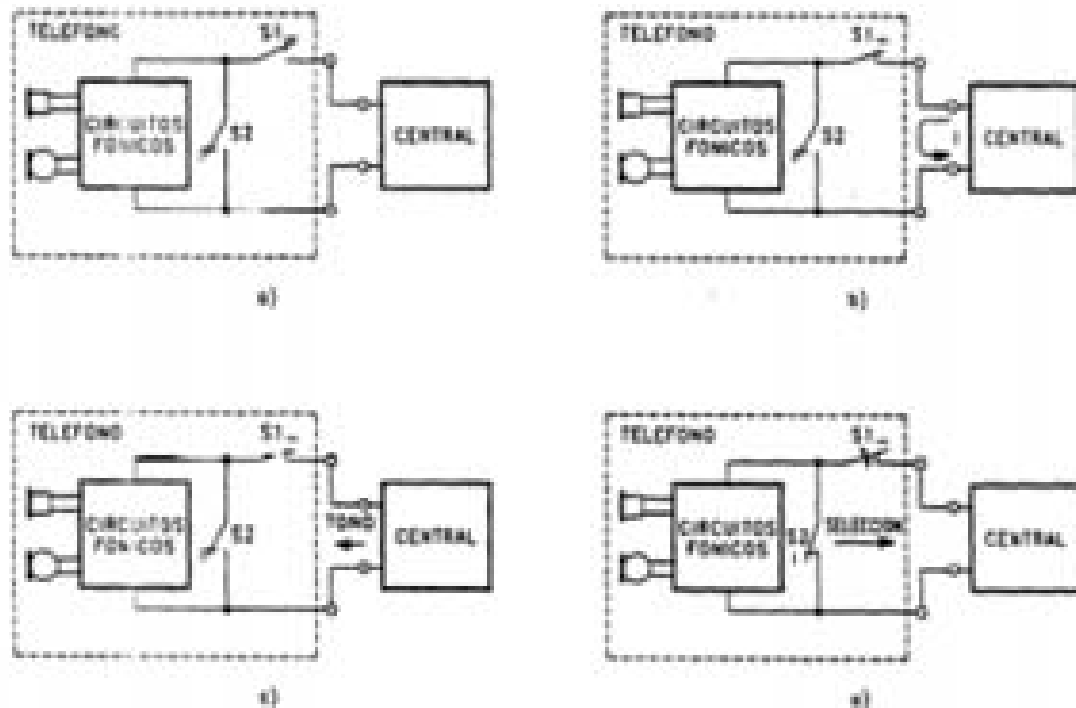 TELEFONO
S1
CIRCUITOS
FONICOS
S2
CENTRAL
a)
TELEFONO
S1
CIRCUITOS
FONICOS
S2
I
CENTRAL
b)
TELEFONO
S1
CIRCUITOS
FONICOS
S2
TONO
CENTRAL
c)
TELEFONO
S1
CIRCUITOS
FONICOS
S2
SELECCION
CENTRAL